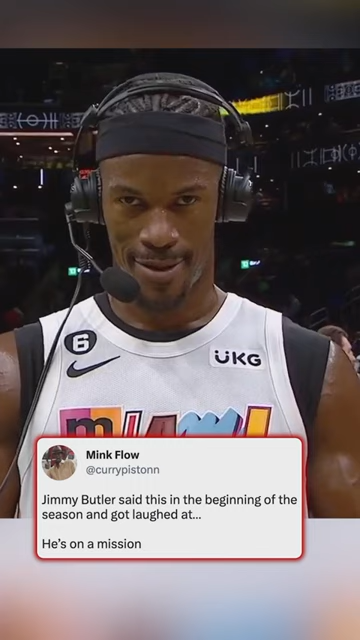 6
UKG
miami
Mink Flow
@currypistonn
Jimmy Butler said this in the beginning of the
season and got laughed at...
He's on a mission